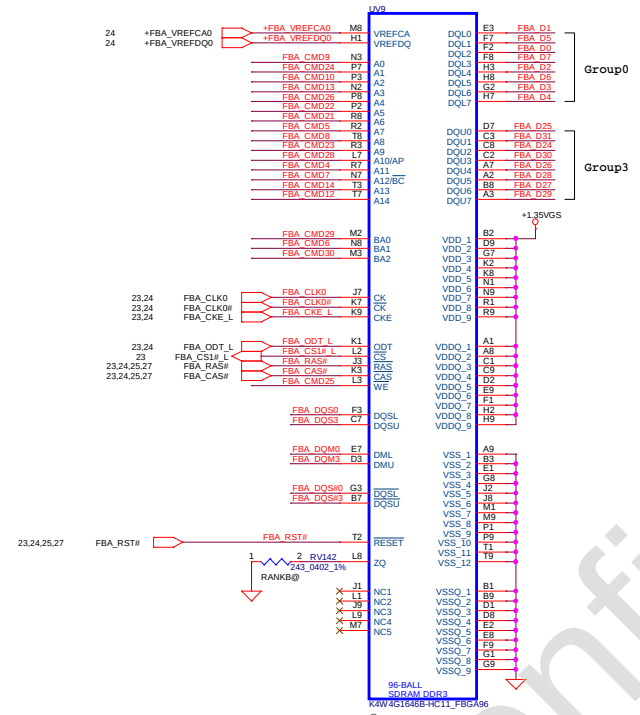 UV9
24 +FBA_VREFCA0 +FBA_VREFCA0 M8 VREFCA DQL0 E3 FBA_D1
24 +FBA_VREFDQ0 H1 VREFDQ DQL1 F7 FBA_D5
DQL2 F2 FBA_D0
FBA_CMD9 N3 A0 DQL3 F8 FBA_D7
FBA_CMD24 P7 A1 DQL4 H3 FBA_D2 Group0
FBA_CMD10 P3 A2 DQL5 H8 FBA_D6
FBA_CMD13 N2 A3 DQL6 G2 FBA_D3
FBA_CMD26 P8 A4 DQL7 H7 FBA_D4
FBA_CMD22 P2 A5
FBA_CMD21 R8 A6
FBA_CMD5 R2 A7 DQU0 D7 FBA_D25
FBA_CMD8 T8 A8 DQU1 C3 FBA_D31
FBA_CMD23 R3 A9 DQU2 C8 FBA_D24
FBA_CMD28 L7 A10/AP DQU3 C2 FBA_D30
FBA_CMD4 R7 A11 DQU4 A7 FBA_D26 Group3
FBA_CMD7 N7 A12/BC DQU5 A2 FBA_D28
FBA_CMD14 T3 A13 DQU6 B8 FBA_D27
FBA_CMD12 T7 A14 DQU7 A3 FBA_D29
+1.35VGS
FBA_CMD29 M2 BA0 VDD_1 B2
FBA_CMD6 N8 BA1 VDD_2 D9
FBA_CMD30 M3 BA2 VDD_3 G7
VDD_4 K2
VDD_5 K8
VDD_6 N1
23,24 FBA_CLK0 FBA_CLK0 J7 CK VDD_7 N9
23,24 FBA_CLK0# FBA_CLK0# K7 CK VDD_8 R1
23,24 FBA_CKE_L FBA_CKE_L K9 CKE VDD_9 R9
23,24 FBA_ODT_L FBA_ODT_L K1 ODT VDDQ_1 A1
23 FBA_CS1#_L FBA_CS1#_L L2 CS VDDQ_2 A8
23,24,25,27 FBA_RAS# FBA_RAS# J3 RAS VDDQ_3 C1
23,24,25,27 FBA_CAS# FBA_CAS# K3 CAS VDDQ_4 C9
FBA_CMD25 L3 WE VDDQ_5 D2
VDDQ_6 E9
VDDQ_7 F1
FBA_DQS0 F3 DQSL VDDQ_8 H2
FBA_DQS3 C7 DQSU VDDQ_9 H9
FBA_DQM0 E7 DML VSS_1 A9
FBA_DQM3 D3 DMU VSS_2 B3
VSS_3 E1
VSS_4 G8
FBA_DQS#0 G3 DQSL VSS_5 J2
FBA_DQS#3 B7 DQSU VSS_6 J8
VSS_7 M1
VSS_8 M9
VSS_9 P1
23,24,25,27 FBA_RST# FBA_RST# T2 RESET VSS_10 P9
VSS_11 T1
1 2 RV142 L8 ZQ VSS_12 T9
243_0402_1%
RANKB@
J1 NC1 VSSQ_1 B1
L1 NC2 VSSQ_2 B9
J9 NC3 VSSQ_3 D1
L9 NC4 VSSQ_4 D8
M7 NC5 VSSQ_5 E2
VSSQ_6 E8
VSSQ_7 F9
VSSQ_8 G1
VSSQ_9 G9
96-BALL
SDRAM DDR3
K4W4G1646B-HC11_FBGA96